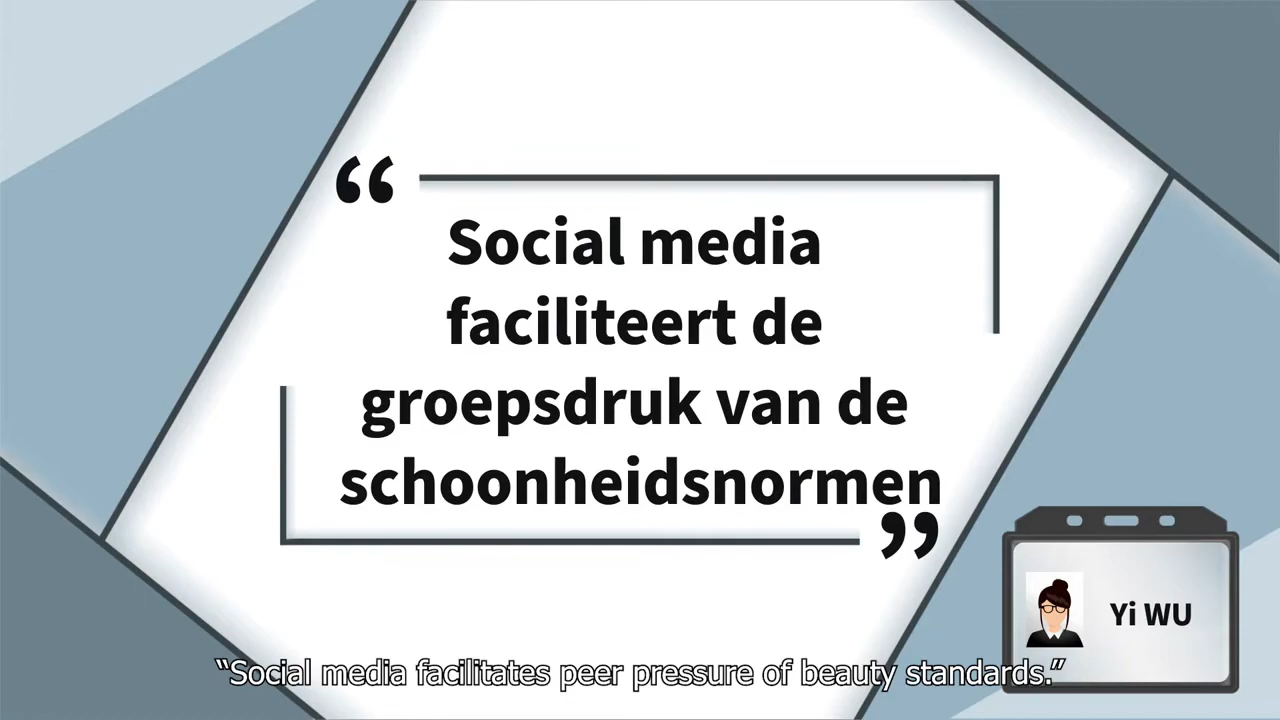 “
Social media
faciliteert de
groepsdruk van de
schoonheidsnormen
”
Yi WU
“Social media facilitates peer pressure of beauty standards.”